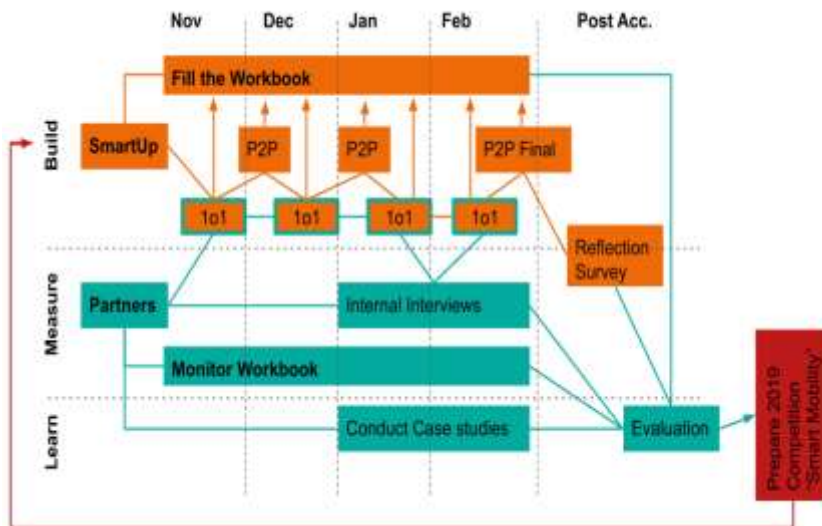 Nov Dec Jan Feb Post Acc.
Fill the Workbook
Build
SmartUp
P2P
P2P
P2P Final
1o1
1o1
1o1
1o1
Reflection
Survey
Measure
Partners
Internal Interviews
Monitor Workbook
Learn
Conduct Case studies
Evaluation
Prepare 2019
Competition
"Smart Mobility"